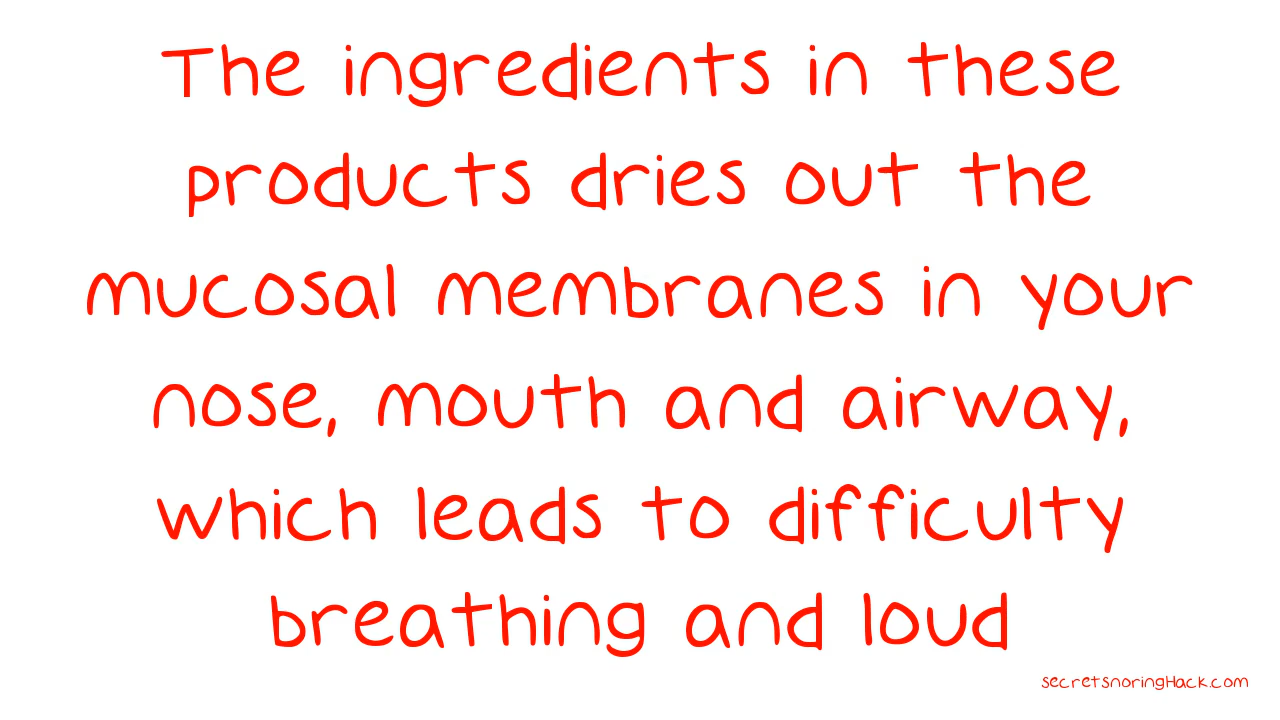 The ingredients in these
products dries out the
mucosal membranes in your
nose, mouth and airway,
which leads to difficulty
breathing and loud
secretsnoringHack.com